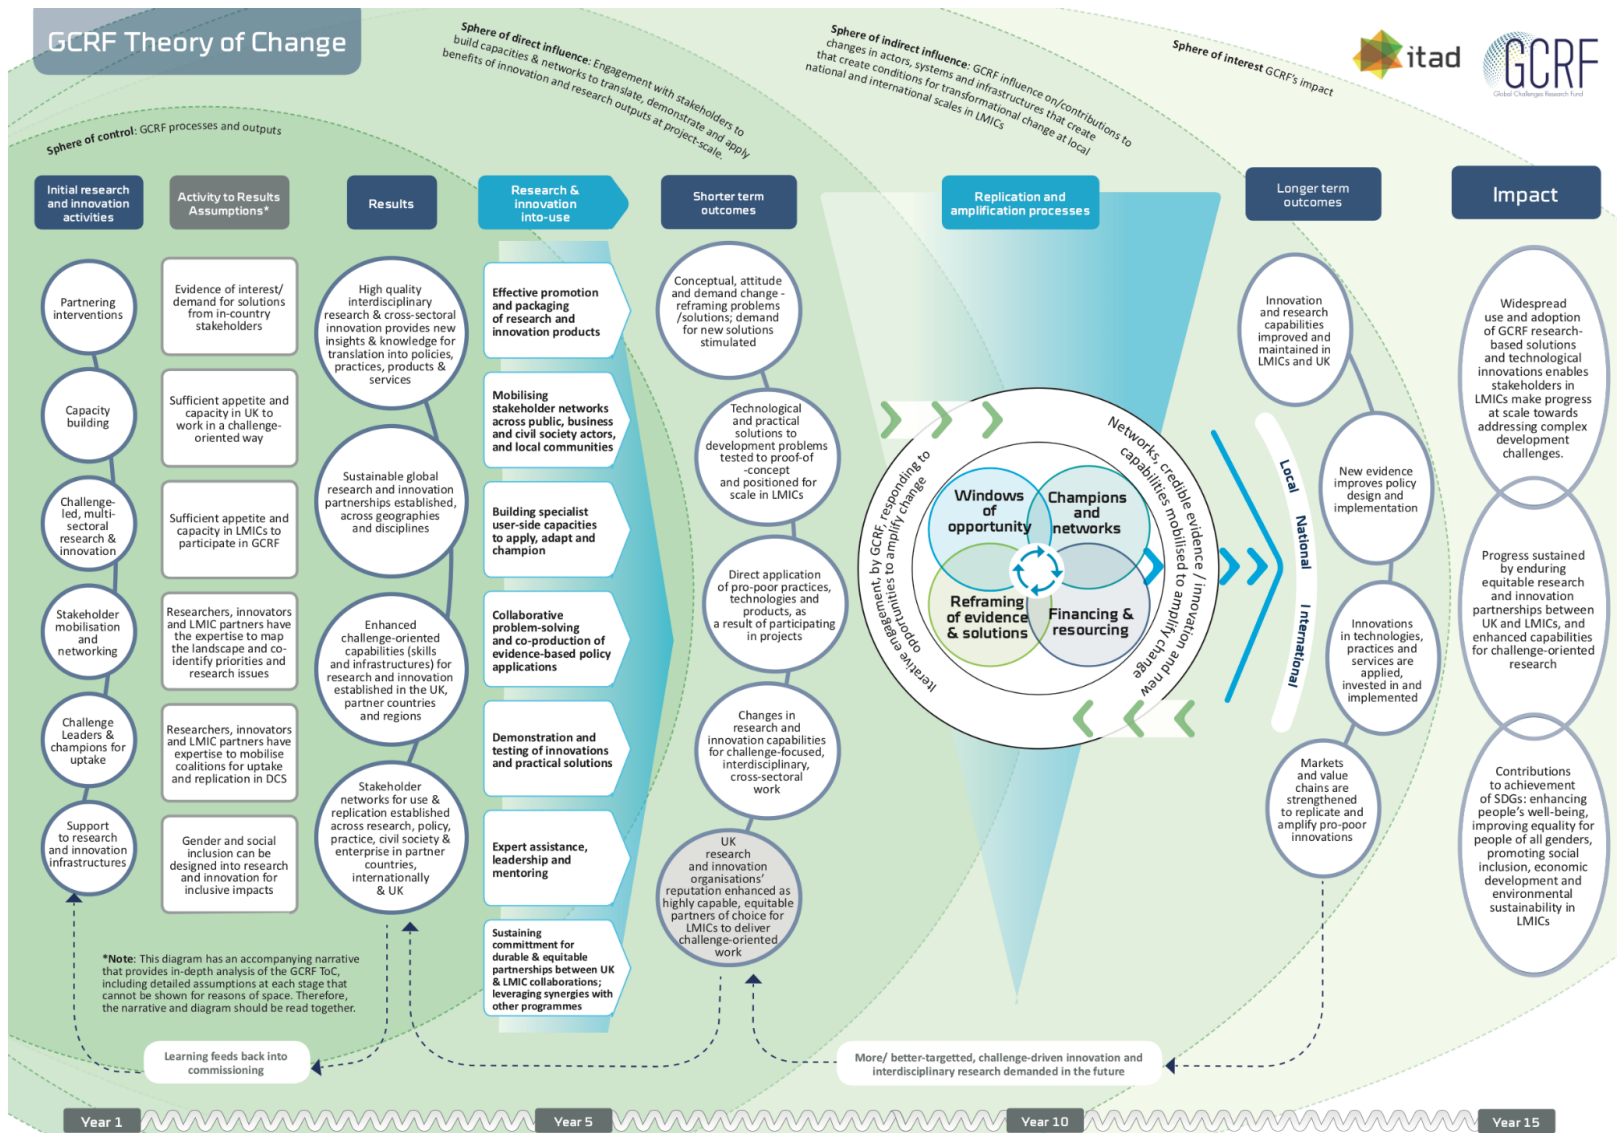 GCRF Theory of Change
Sphere of control: GCRF processes and outputs
Sphere of direct influence: Engagement with stakeholders to
build capacities & networks to translate, demonstrate and apply
benefits of innovation and research outputs at project-scale.
Sphere of indirect influence: GCRF influence on/contributions to
changes in actors, systems and infrastructures that create
that create conditions for transformational change at local
national and international scales in LMICs
Sphere of interest GCRF's impact
itad
GCRF
Global Challenges Research Fund
Initial research
and innovation
activities
Partnering
interventions
Capacity
building
Challenge-
led, multi-
sectoral
research &
innovation
Stakeholder
mobilisation
and
networking
Challenge
Leaders &
champions for
uptake
Support
to research
and innovation
infrastructures
Activity to Results
Assumptions*
Evidence of interest/
demand for solutions
from in-country
stakeholders
Sufficient appetite and
capacity in UK to
work in a challenge-
oriented way
Sufficient appetite and
capacity in LMICs to
participate in GCRF
Researchers, innovators
and LMIC partners have
the expertise to map
the landscape and co-
identify priorities and
research issues
Researchers, innovators
and LMIC partners have
expertise to mobilise
coalitions for uptake
and replication in DCS
Gender and social
inclusion can be
designed into research
and innovation for
inclusive impacts
Results
High quality
interdisciplinary
research & cross-sectoral
innovation provides new
insights & knowledge for
translation into policies,
practices, products &
services
Sustainable global
research and innovation
partnerships established,
across geographies
and disciplines
Enhanced
challenge-oriented
capabilities (skills
and infrastructures) for
research and innovation
established in the UK,
partner countries
and regions
Stakeholder
networks for use &
replication established
across research, policy,
practice, civil society &
enterprise in partner
countries,
internationally
& UK
Research &
innovation
into-use
Effective promotion
and packaging
of research and
innovation products
Mobilising
stakeholder networks
across public, business
and civil society actors,
and local communities
Building specialist
user-side capacities
to apply, adapt and
champion
Collaborative
problem-solving
and co-production of
evidence-based policy
applications
Demonstration and
testing of innovations
and practical solutions
Expert assistance,
leadership and
mentoring
Sustaining
committment for
durable & equitable
partnerships between UK
& LMIC collaborations;
leveraging synergies with
other programmes
Shorter term
outcomes
Conceptual, attitude
and demand change -
reframing problems
/solutions; demand
for new solutions
stimulated
Technological
and practical
solutions to
development problems
tested to proof-of
-concept
and positioned for
scale in LMICs
Direct application
of pro-poor practices,
technologies and
products, as
a result of participating
in projects
Changes in
research and
innovation capabilities
for challenge-focused,
interdisciplinary,
cross-sectoral
work
UK
research
and innovation
organisations'
reputation enhanced as
highly capable, equitable
partners of choice for
LMICs to deliver
challenge-oriented
work
Replication and
amplification processes
Iterative engagement, by GCRF, responding to
opportunities to amplify change
Networks, credible evidence / innovation and new
capabilities mobilised to amplify change
Windows
of
opportunity
Champions
and
networks
Reframing
of evidence
& solutions
Financing &
resourcing
Local
National
International
Longer term
outcomes
Innovation
and research
capabilities
improved and
maintained in
LMICs and UK
New evidence
improves policy
design and
implementation
Innovations
in technologies,
practices and
services are
applied,
invested in and
implemented
Markets
and value
chains are
strengthened
to replicate and
amplify pro-poor
innovations
Impact
Widespread
use and adoption
of GCRF research-
based solutions
and technological
innovations enables
stakeholders in
LMICs make progress
at scale towards
addressing complex
development
challenges.
Progress sustained
by enduring
equitable research
and innovation
partnerships between
UK and LMICs, and
enhanced capabilities
for challenge-oriented
research
Contributions
to achievement
of SDGs: enhancing
people's well-being,
improving equality for
people of all genders,
promoting social
inclusion, economic
development and
environmental
sustainability in
LMICs
*Note: This diagram has an accompanying narrative
that provides in-depth analysis of the GCRF ToC,
including detailed assumptions at each stage that
cannot be shown for reasons of space. Therefore,
the narrative and diagram should be read together.
Learning feeds back into
commissioning
More/ better-targetted, challenge-driven innovation and
interdisciplinary research demanded in the future
Year 1
Year 5
Year 10
Year 15